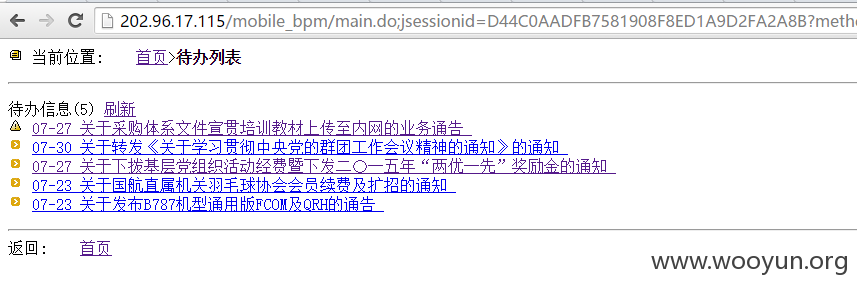 202.96.17.115/mobile_bpm/main.do;jsessionid=D44C0AADFB7581908F8ED1A9D2FA2A8B?meth
当前位置： 首页>待办列表
待办信息(5) 刷新
07-27 关于采购体系文件宣贯培训教材上传至内网的业务通告
07-30 关于转发《关于学习贯彻中央党的群团工作会议精神的通知》的通知
07-27 关于下拨基层党组织活动经费暨下发二〇一五年“两优一先”奖励金的通知
07-23 关于国航直属机关羽毛球协会会员续费及扩招的通知
07-23 关于发布B787机型通用版FCOM及QRH的通告
返回： 首页
www.wooyun.org